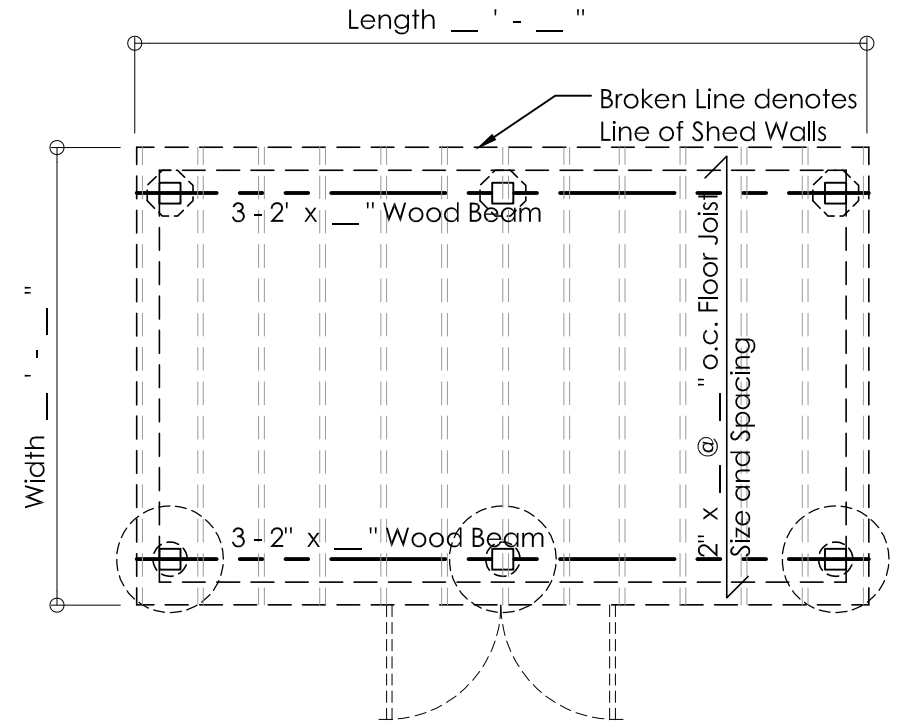 Length __ ' - __ "
Broken Line denotes
Line of Shed Walls
3 - 2' x __ " Wood Beam
Width __ ' - __ "
2" x __ @ __ " o.c. Floor Joist
Size and Spacing
3 - 2" x __ " Wood Beam